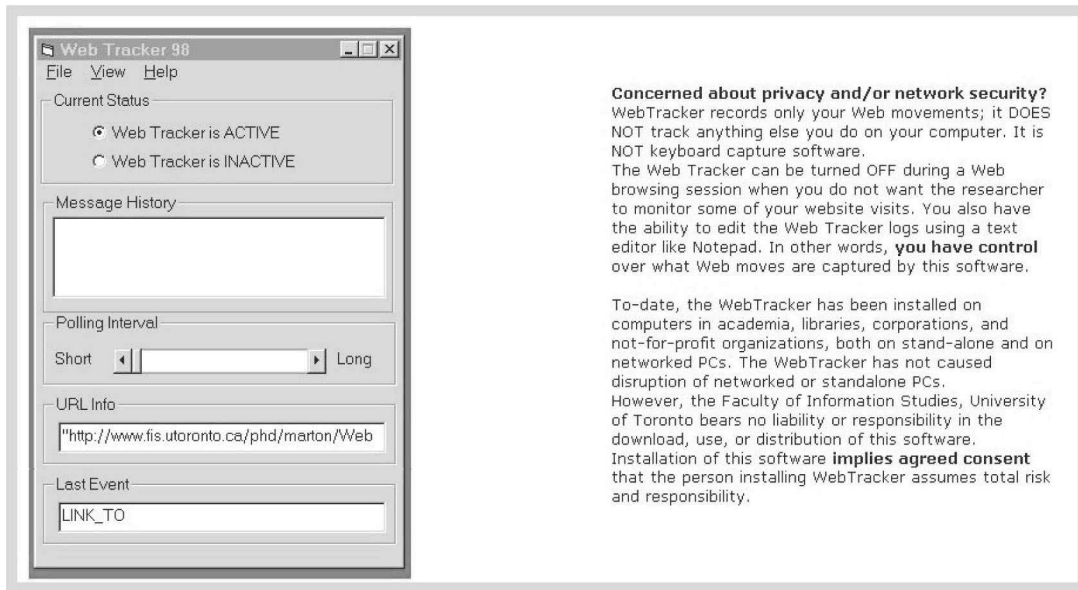 Web Tracker 98
File View Help
Current Status
Web Tracker is ACTIVE
Web Tracker is INACTIVE
Message History
Polling Interval
Short Long
URL Info
"http://www.fis.utoronto.ca/phd/marton/Web
Last Event
LINK_TO
Concerned about privacy and/or network security?
WebTracker records only your Web movements; it DOES
NOT track anything else you do on your computer. It is
NOT keyboard capture software.
The Web Tracker can be turned OFF during a Web
browsing session when you do not want the researcher
to monitor some of your website visits. You also have
the ability to edit the Web Tracker logs using a text
editor like Notepad. In other words, you have control
over what Web moves are captured by this software.
To-date, the WebTracker has been installed on
computers in academia, libraries, corporations, and
not-for-profit organizations, both on stand-alone and on
networked PCs. The WebTracker has not caused
disruption of networked or standalone PCs.
However, the Faculty of Information Studies, University
of Toronto bears no liability or responsibility in the
download, use, or distribution of this software.
Installation of this software implies agreed consent
that the person installing WebTracker assumes total risk
and responsibility.